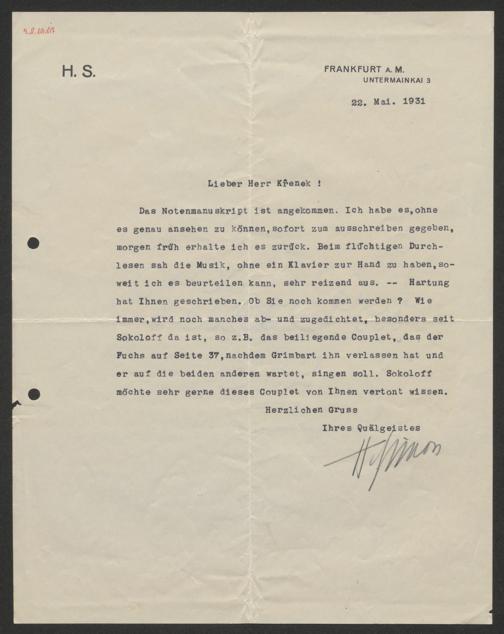 H. S.
FRANKFURT A. M.
UNTERMAINKAI 3
22. Mai. 1931
Lieber Herr Křenek !
Das Notenmanuskript ist angekommen. Ich habe es,ohne
es genau ansehen zu können,sofort zum ausschreiben gegeben,
morgen früh erhalte ich es zurück. Beim flüchtigen Durch-
lesen sah die Musik, ohne ein Klavier zur Hand zu haben,so-
weit ich es beurteilen kann, sehr reizend aus. -- Hartung
hat Ihnen geschrieben. Ob Sie noch kommen werden ? Wie
immer,wird noch manches ab- und zugedichtet, besonders seit
Sokoloff da ist, so z.B. das beiliegende Couplet, das der
Fuchs auf Seite 37,nachdem Grimbart ihn verlassen hat und
er auf die beiden anderen wartet, singen soll. Sokoloff
möchte sehr gerne dieses Couplet von Ihnen vertont wissen.
Herzlichen Gruss
Ihres Quälgeistes
HSimon